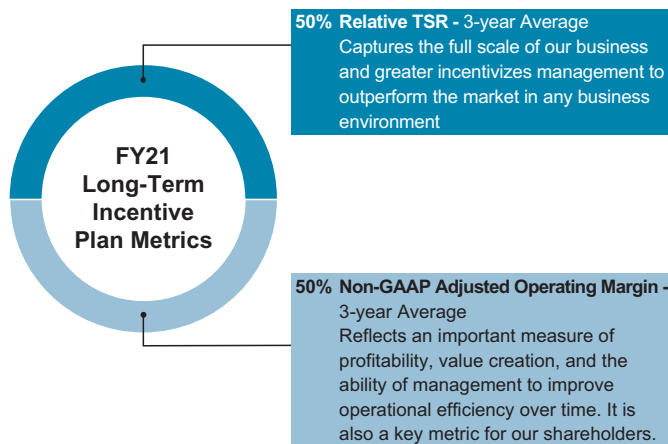 50% Relative TSR - 3-year Average
Captures the full scale of our business
and greater incentivizes management to
outperform the market in any business
environment
FY21
Long-Term
Incentive
Plan Metrics
50% Non-GAAP Adjusted Operating Margin -
3-year Average
Reflects an important measure of
profitability, value creation, and the
ability of management to improve
operational efficiency over time. It is
also a key metric for our shareholders.